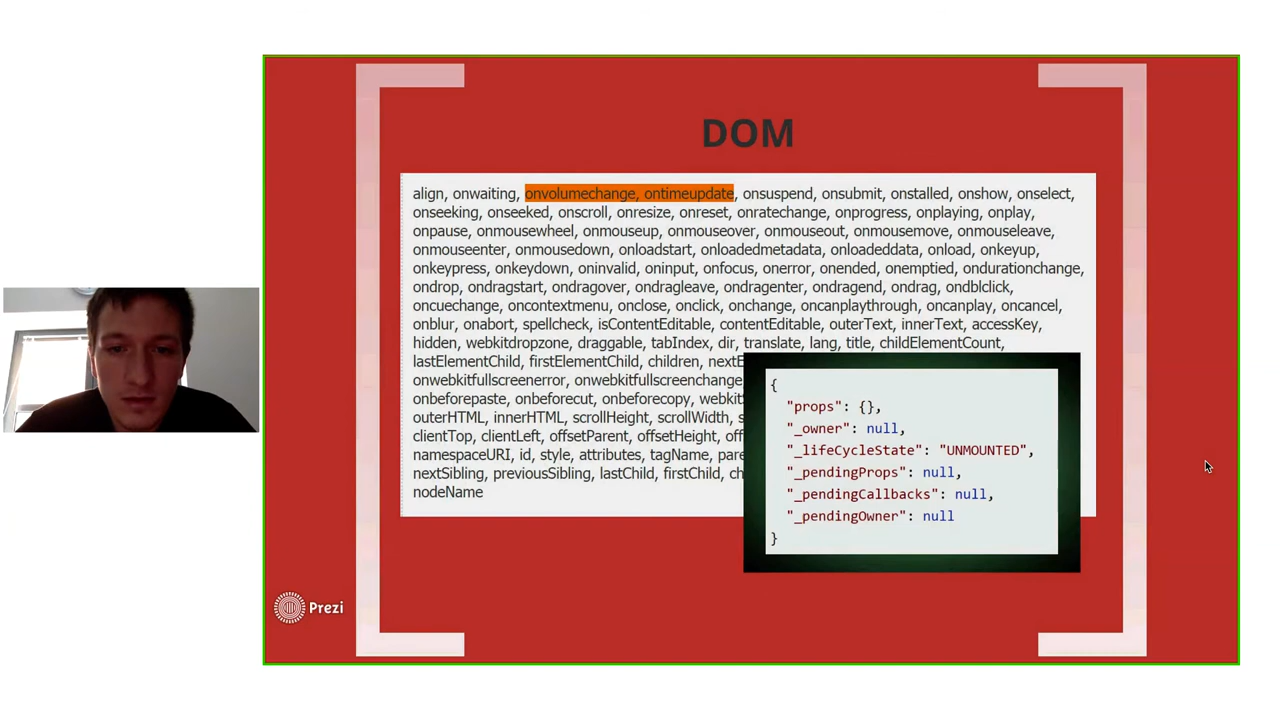 DOM
align, onwaiting, onvolumechange, ontimeupdate, onsuspend, onsubmit, onstalled, onshow, onselect,
onseeking, onseeked, onscroll, onresize, onreset, onratechange, onprogress, onplaying, onplay,
onpause, onmousewheel, onmouseup, onmouseover, onmouseout, onmousemove, onmouseleave,
onmouseenter, onmousedown, onloadstart, onloadedmetadata, onloadeddata, onload, onkeyup,
onkeypress, onkeydown, oninvalid, oninput, onfocus, onerror, onended, onemptied, ondurationchange,
ondrop, ondragstart, ondragover, ondragleave, ondragenter, ondragend, ondrag, ondblclick,
oncuechange, oncontextmenu, onclose, onclick, onchange, oncanplaythrough, oncanplay, oncancel,
onblur, onabort, spellcheck, isContentEditable, contentEditable, outerText, innerText, accessKey,
hidden, webkitdropzone, draggable, tabIndex, dir, translate, lang, title, childElementCount,
lastElementChild, firstElementChild, children,
onwebkitfullscreenerror, onwebkitfullscreenchange,
onbeforepaste, onbeforecut, onbeforecopy,
outerHTML, innerHTML, scrollHeight, scrollWidth,
clientTop, clientLeft, offsetParent, offsetHeight,
namespaceURI, id, style, attributes, tagName,
nextSibling, previousSibling, lastChild, firstChild,
nodeName
{
"props": {},
"_owner": null,
"_lifeCycleState": "UNMOUNTED",
"_pendingProps": null,
"_pendingCallbacks": null,
"_pendingOwner": null
}
Prezi